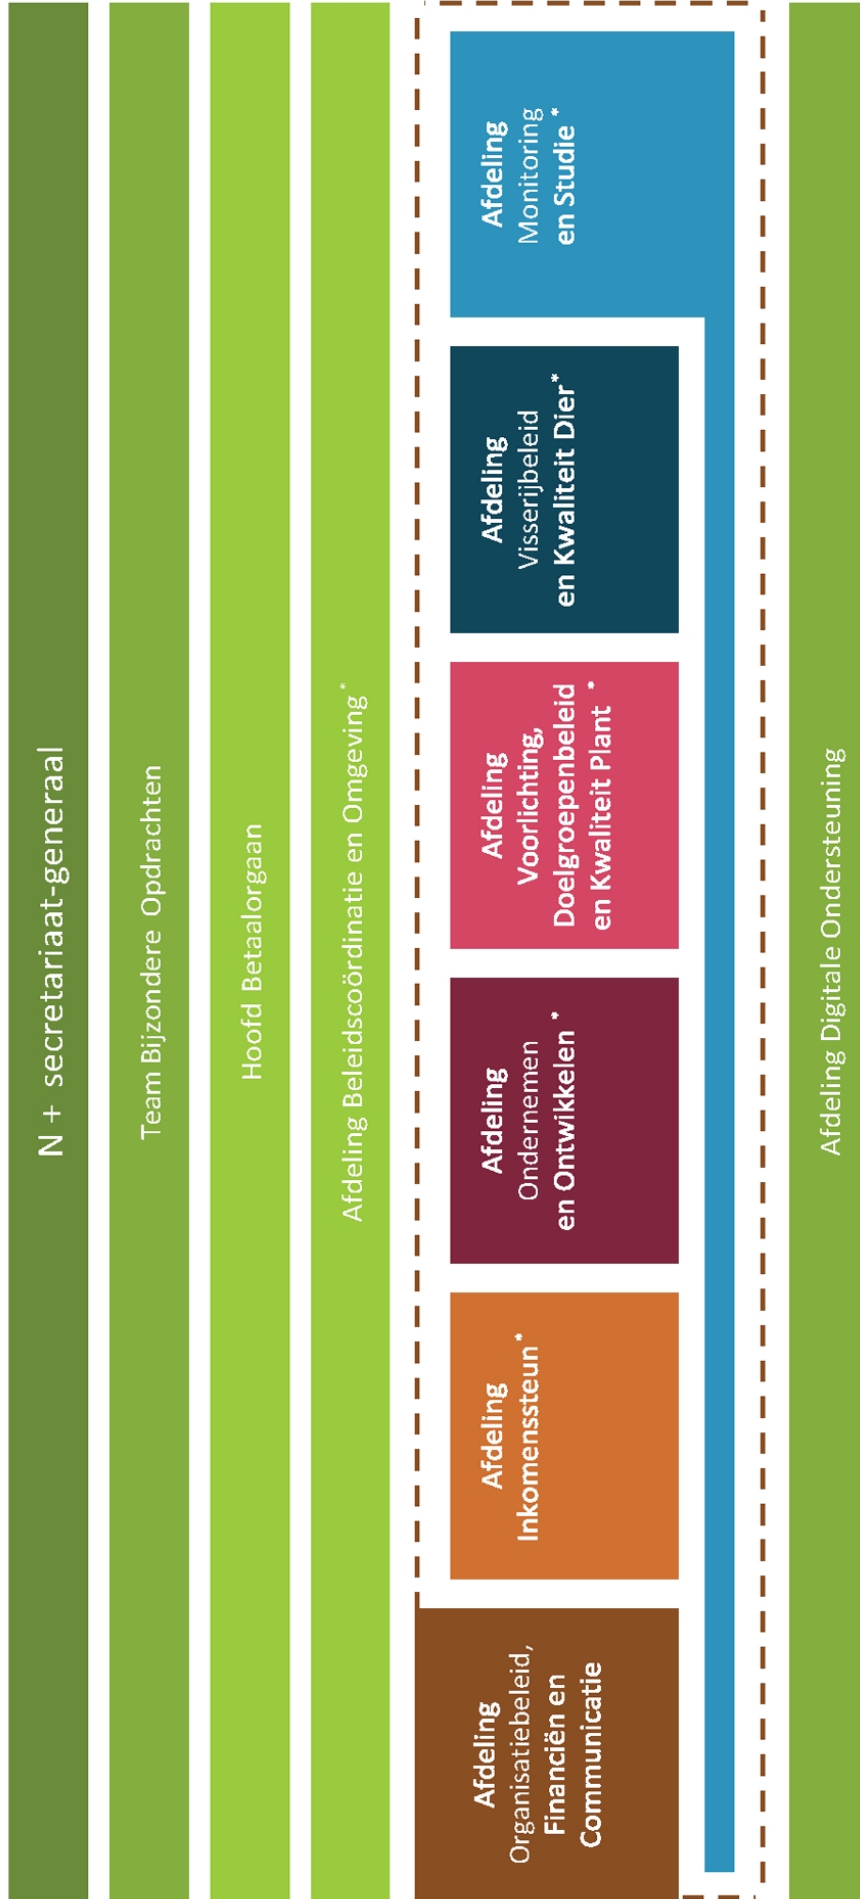 N + secretariaat-generaal
Team Bijzondere Opdrachten
Hoofd Betaalorgaan
Afdeling Beleidscoördinatie en Omgeving *
Afdeling
Organisatiebeleid,
Financiën en
Communicatie
Afdeling
Inkomenssteun *
Afdeling
Ondernemen
en Ontwikkelen *
Afdeling
Voorlichting,
Doelgroepenbeleid
en Kwaliteit Plant *
Afdeling
Visserijbeleid
en Kwaliteit Dier *
Afdeling
Monitoring
en Studie *
Afdeling Digitale Ondersteuning